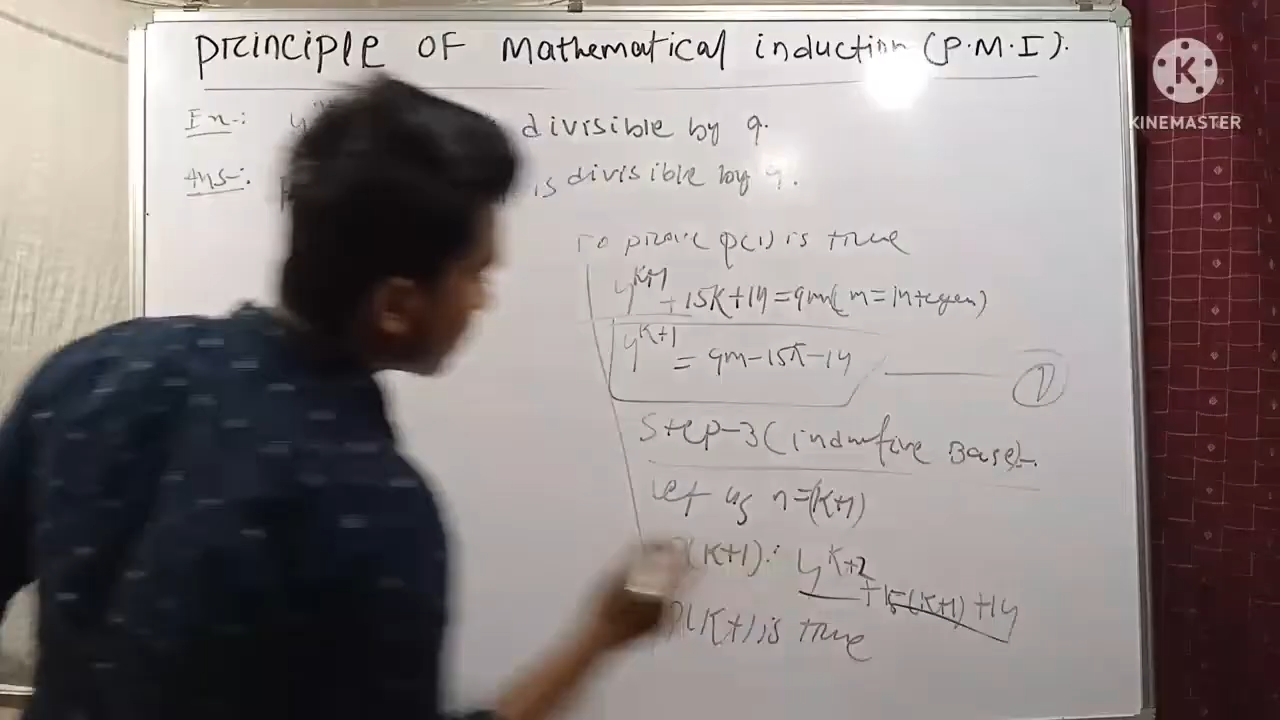 Principle OF Mathematical induction (P.M.I).
Ex-: divisible by 9.
Ans-: is divisible by 9.
To prove P(1) is true
4^{K+1} + 15K+14 = 9m (m = integer)
4^{K+1} = 9m-15K-14 ①
Step-3 (inductive Base)-.
Let us n=(K+1)
P(K+1): 4^{K+2} + 15(K+1) +14
P(K+1) is true
K
KINEMASTER